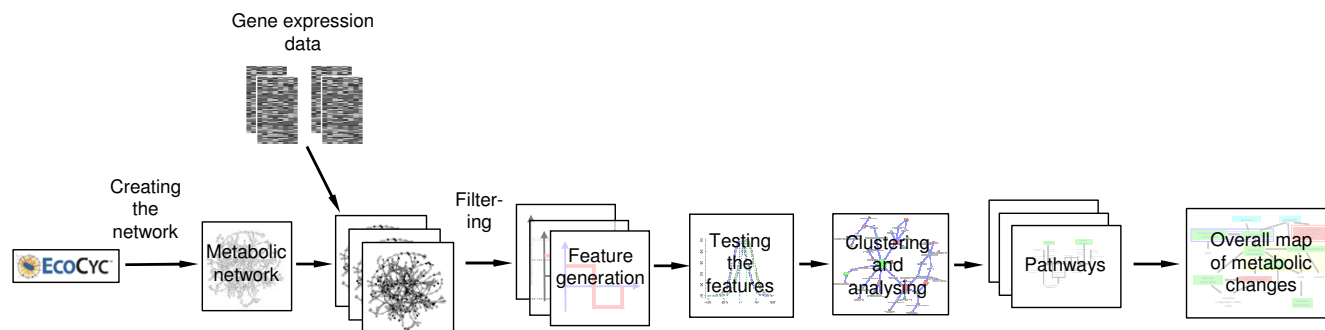 Gene expression
data
Creating
the
network
EcoCyc™
Metabolic
network
Filter-
ing
Feature
generation
Testing
the
features
Clustering
and
analysing
Pathways
Overall map
of metabolic
changes